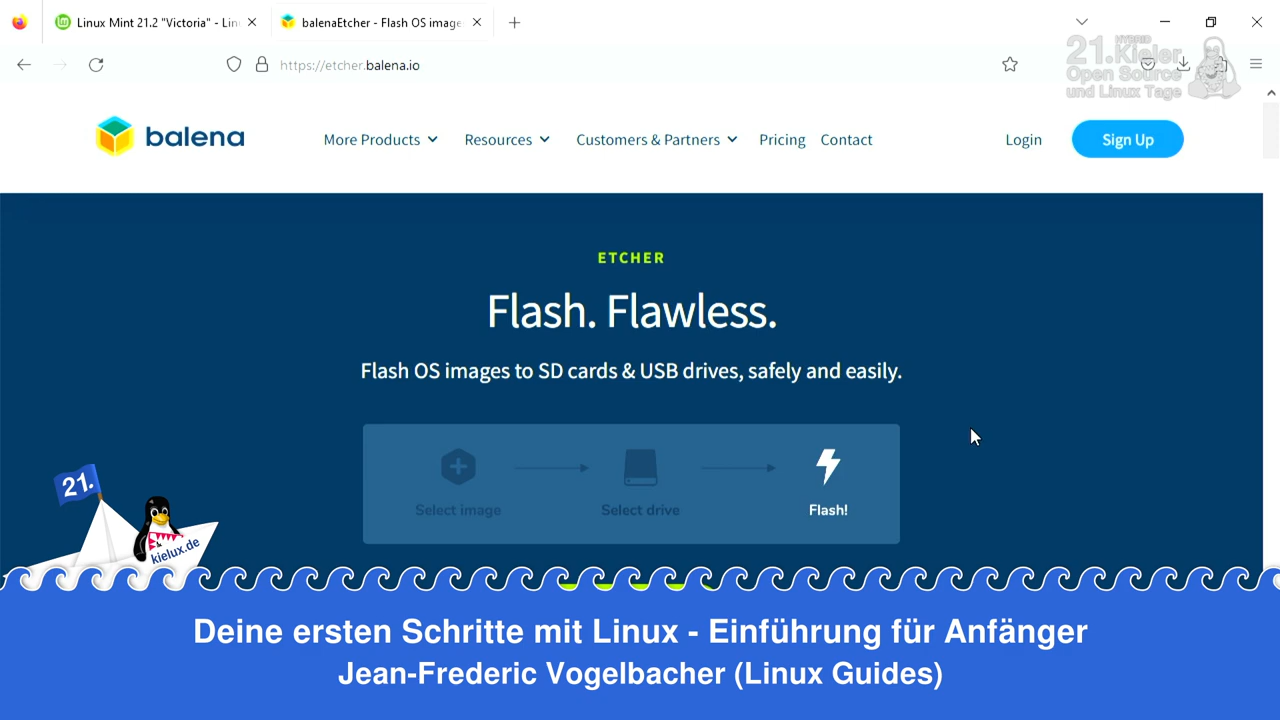 Linux Mint 21.2 "Victoria" - Lin
balenaEtcher - Flash OS image
https://etcher.balena.io
21. HYBRID Kieler
Open Source
und Linux Tage
balena
More Products
Resources
Customers & Partners
Pricing
Contact
Login
Sign Up
ETCHER
Flash. Flawless.
Flash OS images to SD cards & USB drives, safely and easily.
Select image
Select drive
Flash!
21.
kielux.de
Deine ersten Schritte mit Linux - Einführung für Anfänger
Jean-Frederic Vogelbacher (Linux Guides)